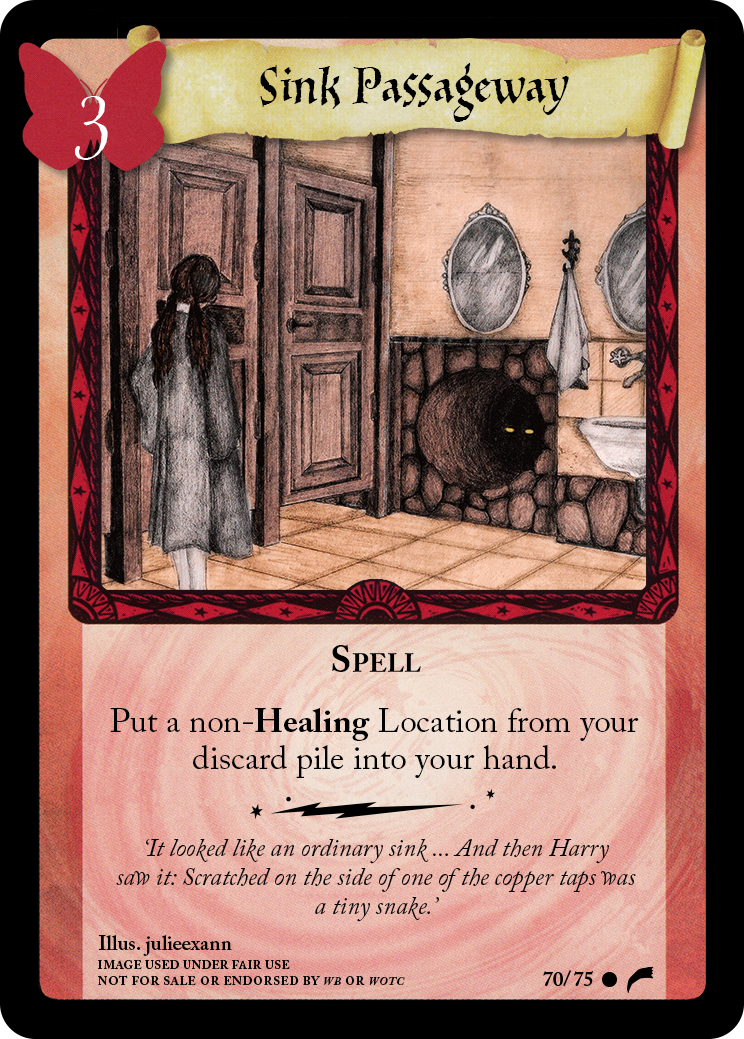 Sink Passageway
3
Spell
Put a non-Healing Location from your
discard pile into your hand.
‘It looked like an ordinary sink ... And then Harry
saw it: Scratched on the side of one of the copper taps was
a tiny snake.’
Illus. julieexann
IMAGE USED UNDER FAIR USE
NOT FOR SALE OR ENDORSED BY WB OR WOTC
70/75